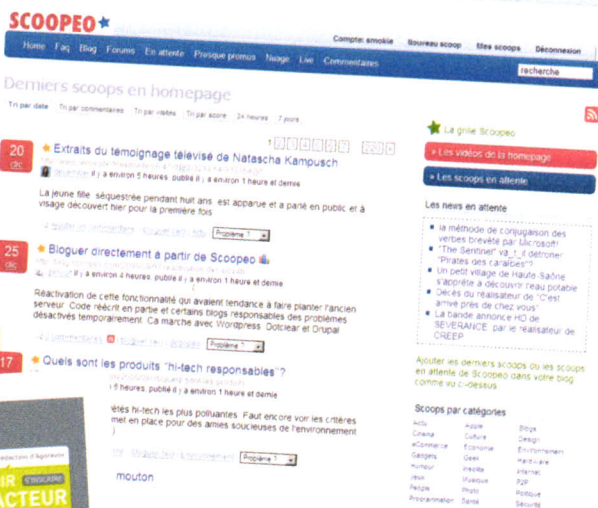 SCOOPEO
Compte: smokie Nouveau scoop Mes scoops Déconnexion
Home Faq Blog Forums En attente Presque promus Nuage Live Commentaires
recherche
Derniers scoops en homepage
Tri par date Tri par commentaires Tri par visites Tri par score 24 heures 7 jours
20
clic
Extraits du témoignage télevisé de Natascha Kampusch
il y a environ 5 heures, publié il y a environ 1 heure et demie
La jeune fille séquestrée pendant huit ans est apparue et a parlé en public et à
visage découvert hier pour la première fois
Problème ?
25
clic
Bloguer directement à partir de Scoopeo
il y a environ 4 heures, publié il y a environ 1 heure et demie
Réactivation de cette fonctionnalité qui avaient tendance à faire planter l'ancien
serveur. Code réécrit en partie et certains blogs responsables des problèmes
désactivés temporairement. Ca marche avec Wordpress Dotclear et Drupal
Problème ?
17
Quels sont les produits "hi-tech responsables"?
5 heures, publié il y a environ 1 heure et demie
étés hi-tech les plus polluantes. Faut encore voir les critères
met en place pour des amies soucieuses de l'environnement
)
Problème ?
mouton
S'INSCRIRE
IR
ACTEUR
La grille Scoopeo
» Les vidéos de la homepage
» Les scoops en attente
Les news en attente
la méthode de conjugaison des
verbes brevétée par Microsoft!
"The Sentinel" va_t_il détroner
"Pirates des caraïbes"?
Un petit village de Haute-Saône
s'apprête à découvrir l'eau potable
Décès du réalisateur de "C'est
arrivé près de chez vous"
La bande annonce HD de
SEVERANCE par le réalisateur de
CREEP
Ajouter les derniers scoops ou les scoops
en attente de Scoopeo dans votre blog
comme vu ci-dessus
Scoops par catégories
Actu Apple Blogs
Cinema Culture Design
eCommerce Economie Environnement
Gadgets Geek Hardware
Humour Insolite Internet
Jeux Musique P2P
People Photo Politique
Programmation Santé Sécurité